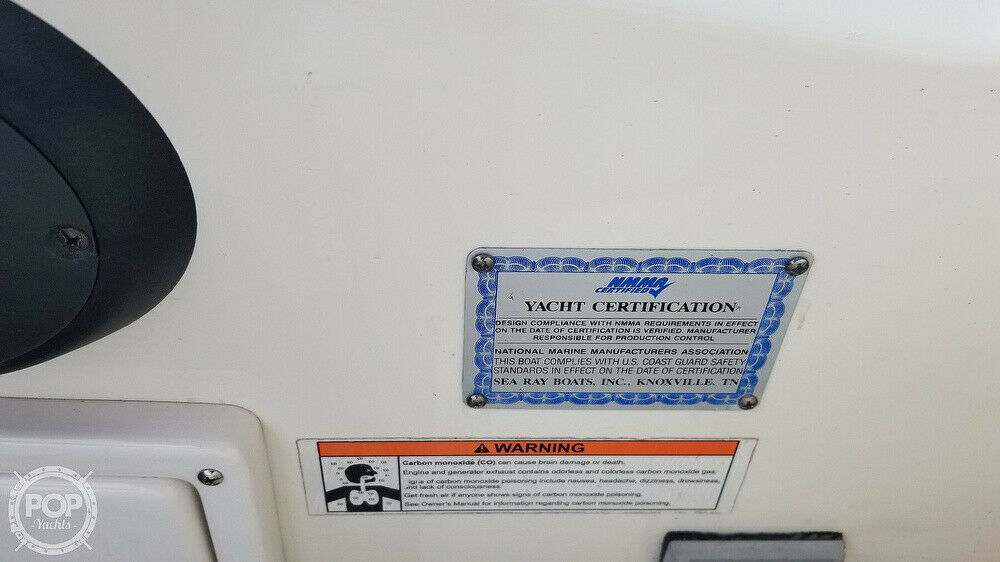 NMMA
CERTIFIED
YACHT CERTIFICATION
DESIGN COMPLIANCE WITH NMMA REQUIREMENTS IN EFFECT
ON THE DATE OF CERTIFICATION IS VERIFIED. MANUFACTURER
RESPONSIBLE FOR PRODUCTION CONTROL
NATIONAL MARINE MANUFACTURERS ASSOCIATION
THIS BOAT COMPLIES WITH U.S. COAST GUARD SAFETY
STANDARDS IN EFFECT ON THE DATE OF CERTIFICATION
SEA RAY BOATS, INC., KNOXVILLE, TN
WARNING
Carbon monoxide (CO) can cause brain damage or death.
Engine and generator exhaust contains odorless and colorless carbon monoxide gas.
igns of carbon monoxide poisoning include nausea, headache, dizziness, drowsiness,
and lack of consciousness.
Get fresh air if anyone shows signs of carbon monoxide poisoning.
See Owner's Manual for information regarding carbon monoxide poisoning.
POP
-Yachts-